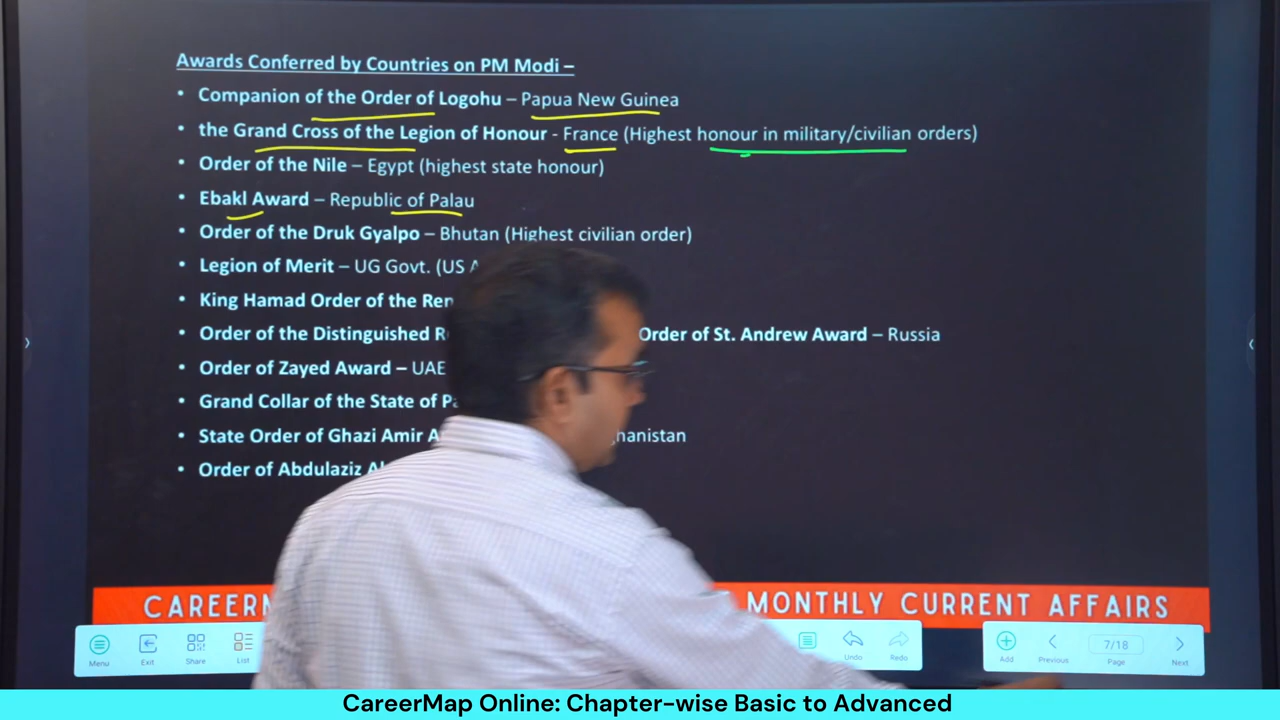 Awards Conferred by Countries on PM Modi –
• Companion of the Order of Logohu – Papua New Guinea
• the Grand Cross of the Legion of Honour - France (Highest honour in military/civilian orders)
• Order of the Nile – Egypt (highest state honour)
• Ebakl Award – Republic of Palau
• Order of the Druk Gyalpo – Bhutan (Highest civilian order)
• Legion of Merit – UG Govt. (US
• King Hamad Order of the
• Order of the Distinguished Order of St. Andrew Award – Russia
• Order of Zayed Award – UAE
• Grand Collar of the State of
• State Order of Ghazi Amir
• Order of Abdulaziz
MONTHLY CURRENT AFFAIRS
Menu Exit Share List Undo Redo Add Previous 7/18 Page Next
CareerMap Online: Chapter-wise Basic to Advanced